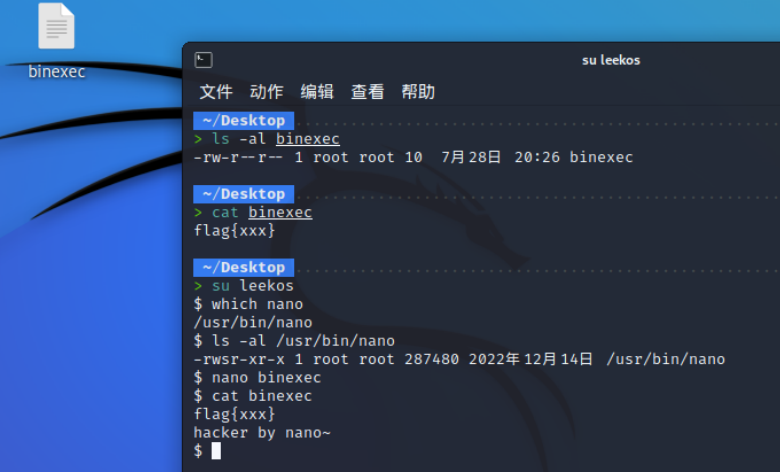 binexec
su leekos
文件 动作 编辑 查看 帮助
~/Desktop
> ls -al binexec
-rw-r--r-- 1 root root 10  7月28日 20:26 binexec
~/Desktop
> cat binexec
flag{xxx}
~/Desktop
> su leekos
$ which nano
/usr/bin/nano
$ ls -al /usr/bin/nano
-rwsr-xr-x 1 root root 287480 2022年12月14日 /usr/bin/nano
$ nano binexec
$ cat binexec
flag{xxx}
hacker by nano~
$